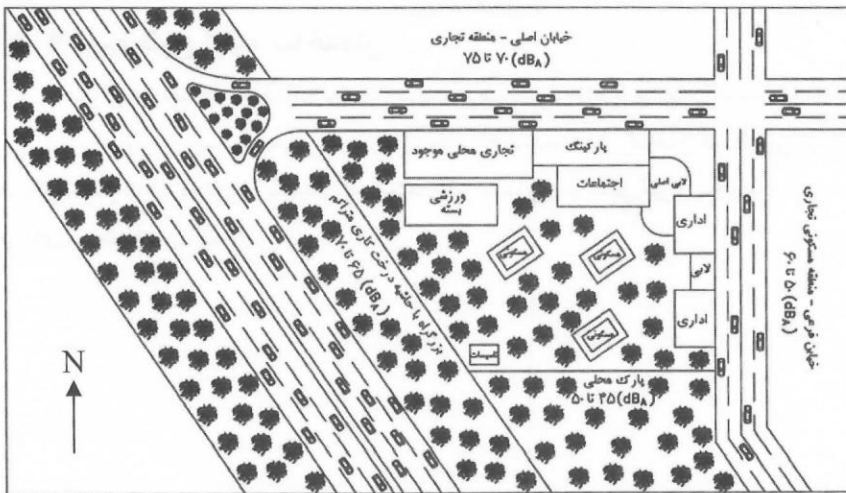 خیابان اصلی - منطقه تجاری
۷۰ تا ۷۵ (dBA)
تجاری محلی موجود
پارکینگ
لابی اصلی
اجتماعات
ورزشی
بسته
اداری
مسکونی
مسکونی
لابی
اداری
مسکونی
تاسیسات
بزرگراه با حاشیه درخت کاری متراکم
۶۵ تا ۷۰ (dBA)
خیابان فرعی - منطقه مسکونی تجاری
۵۰ تا ۶۰ (dBA)
پارک محلی
۴۵ تا ۵۰ (dBA)
N